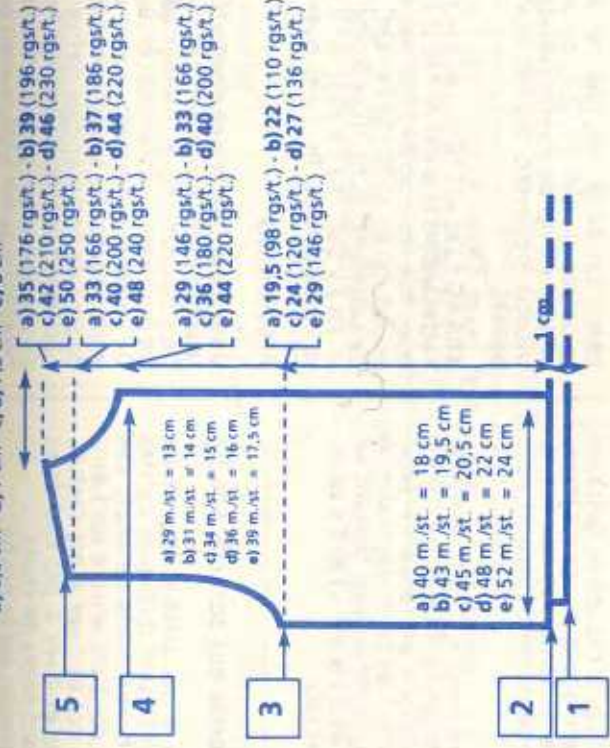 a) 35 (176 rgs/t.) - b) 39 (196 rgs/t.)
c) 42 (210 rgs/t.) - d) 46 (230 rgs/t.)
e) 50 (250 rgs/t.)
a) 33 (166 rgs/t.) - b) 37 (186 rgs/t.)
c) 40 (200 rgs/t.) - d) 44 (220 rgs/t.)
e) 48 (240 rgs/t.)
a) 29 (146 rgs/t.) - b) 33 (166 rgs/t.)
c) 36 (180 rgs/t.) - d) 40 (200 rgs/t.)
e) 44 (220 rgs/t.)
a) 19,5 (98 rgs/t.) - b) 22 (110 rgs/t.)
c) 24 (120 rgs/t.) - d) 27 (136 rgs/t.)
e) 29 (146 rgs/t.)
1 cm
a) 29 m./st. = 13 cm
b) 31 m./st. = 14 cm
c) 34 m./st. = 15 cm
d) 36 m./st. = 16 cm
e) 39 m./st. = 17,5 cm
a) 40 m./st. = 18 cm
b) 43 m./st. = 19,5 cm
c) 45 m./st. = 20,5 cm
d) 48 m./st. = 22 cm
e) 52 m./st. = 24 cm
5
4
3
2
1